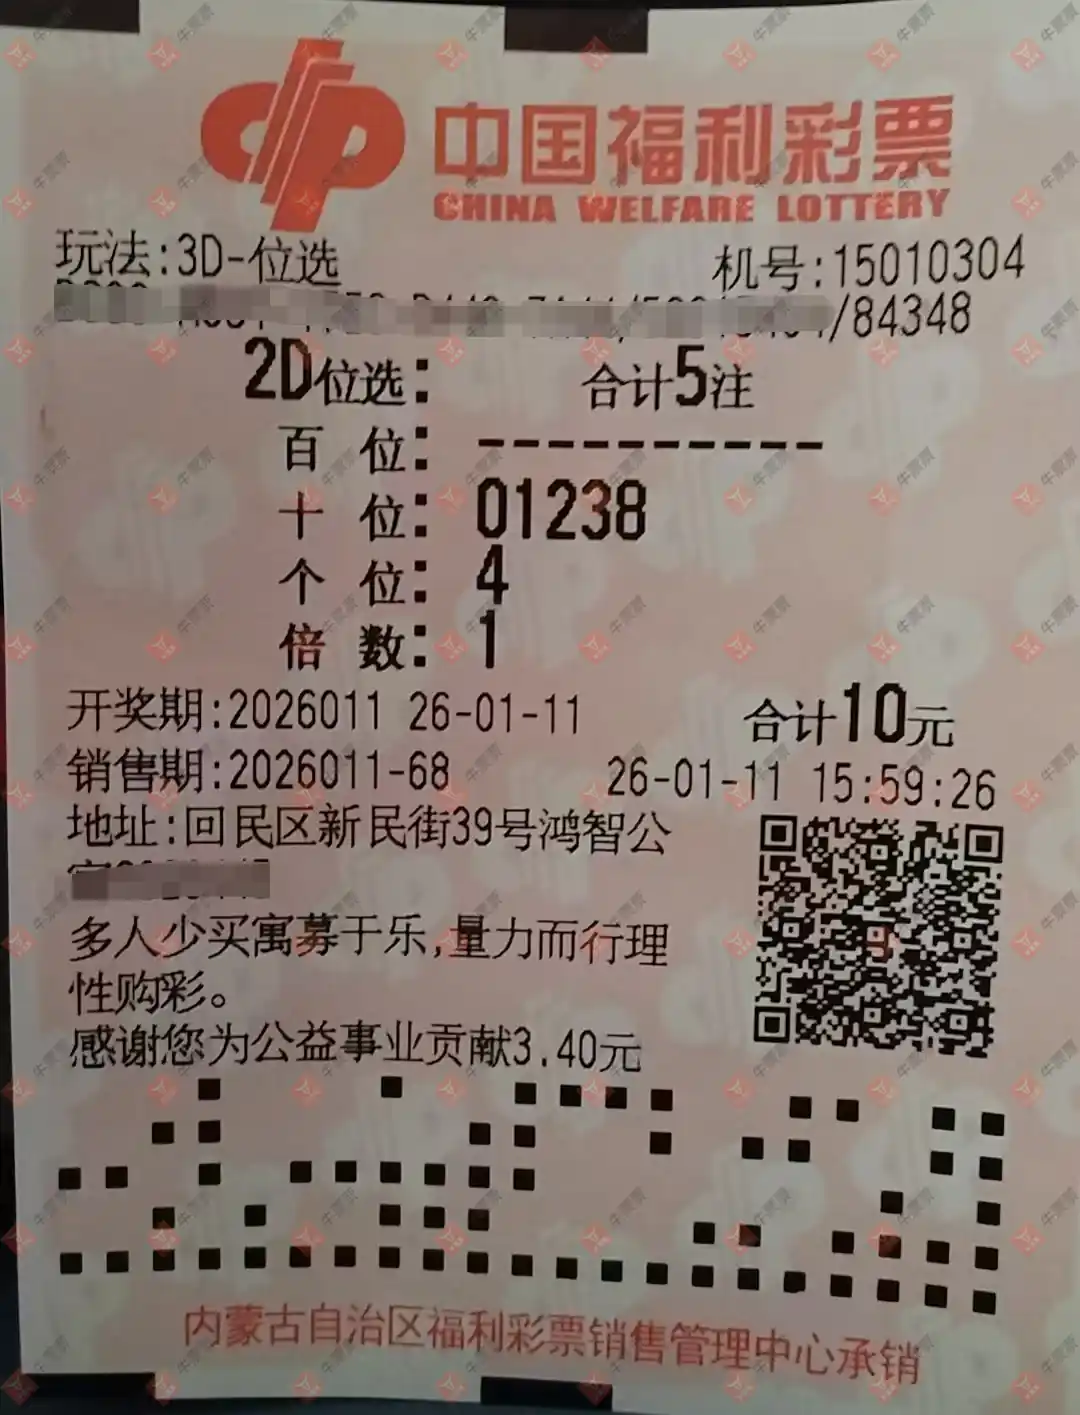 中国福利彩票
CHINA WELFARE LOTTERY
玩法:3D-位选 机号:15010304
/84348
2D位选: 合计5注
百 位: ----------
十 位: 01238
个 位: 4
倍 数: 1
开奖期:2026011 26-01-11 合计10元
销售期:2026011-68 26-01-11 15:59:26
地址:回民区新民街39号鸿智公
多人少买寓募于乐,量力而行理
性购彩。
感谢您为公益事业贡献3.40元
内蒙古自治区福利彩票销售管理中心承销
牛票票